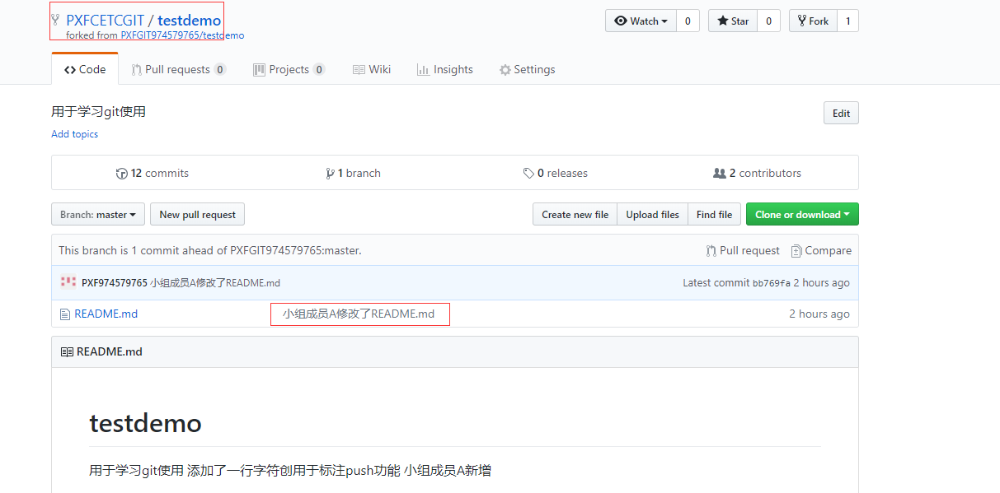 PXFCETCGIT / testdemo
forked from PXFGIT974579765/testdemo
Watch 0 Star 0 Fork 1
Code Pull requests 0 Projects 0 Wiki Insights Settings
用于学习git使用 Edit
Add topics
12 commits 1 branch 0 releases 2 contributors
Branch: master New pull request Create new file Upload files Find file Clone or download
This branch is 1 commit ahead of PXFGIT974579765:master. Pull request Compare
PXF974579765 小组成员A修改了README.md Latest commit bb769fa 2 hours ago
README.md 小组成员A修改了README.md 2 hours ago
README.md
testdemo
用于学习git使用 添加了一行字符创用于标注push功能 小组成员A新增